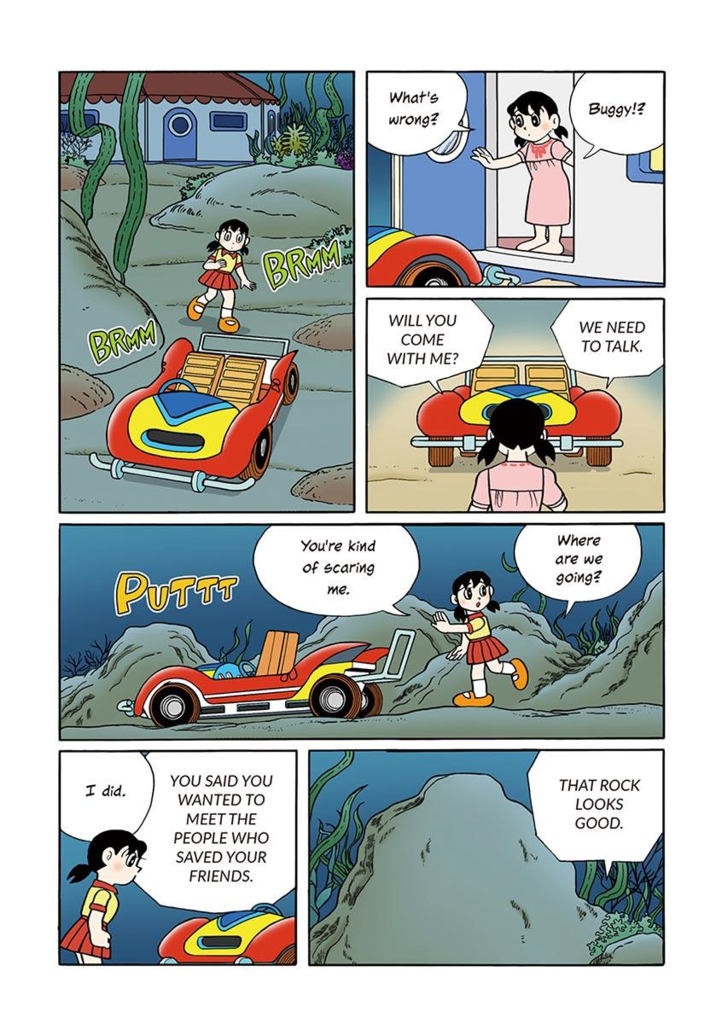 Buggy!?
What's
wrong?
WE NEED
TO TALK.
WILL YOU
COME
WITH ME?
BRMM
BRMM
Where
are we
going?
You're kind
of scaring
me.
PUTTT
THAT ROCK
LOOKS
GOOD.
YOU SAID YOU
WANTED TO
MEET THE
PEOPLE WHO
SAVED YOUR
FRIENDS.
I did.